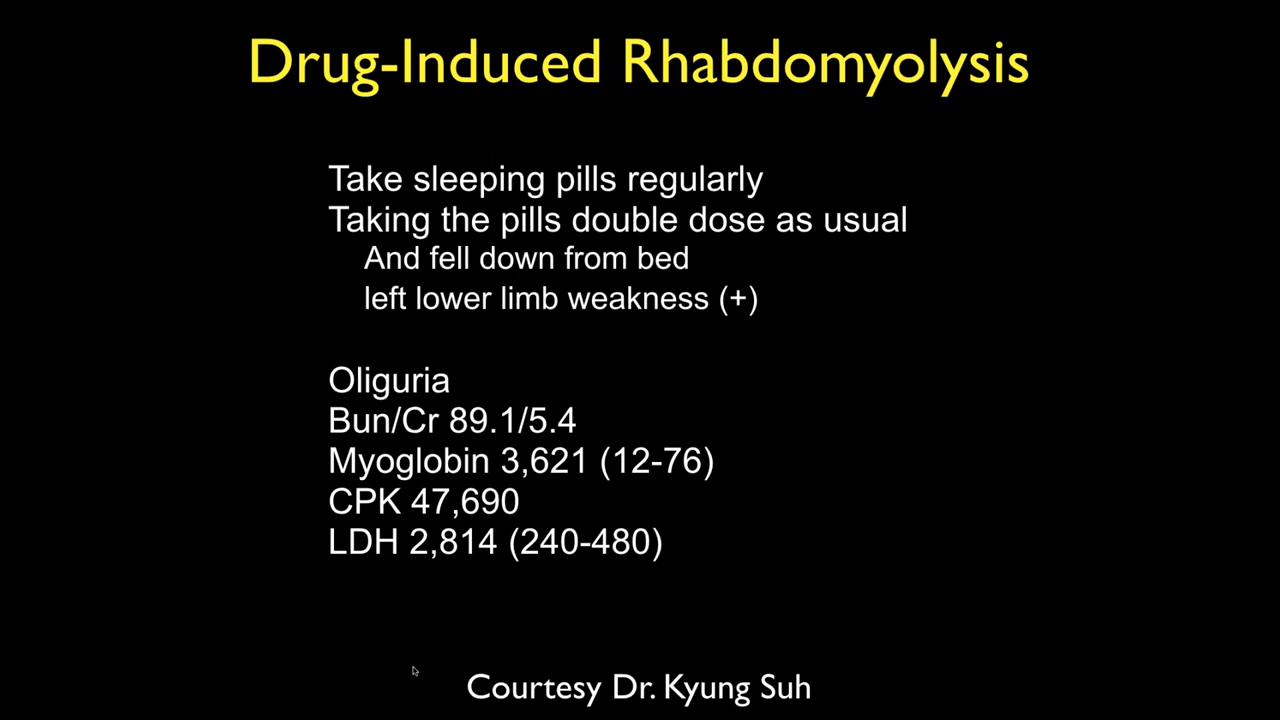 Drug-Induced Rhabdomyolysis
Take sleeping pills regularly
Taking the pills double dose as usual
And fell down from bed
left lower limb weakness (+)
Oliguria
Bun/Cr 89.1/5.4
Myoglobin 3,621 (12-76)
CPK 47,690
LDH 2,814 (240-480)
Courtesy Dr. Kyung Suh